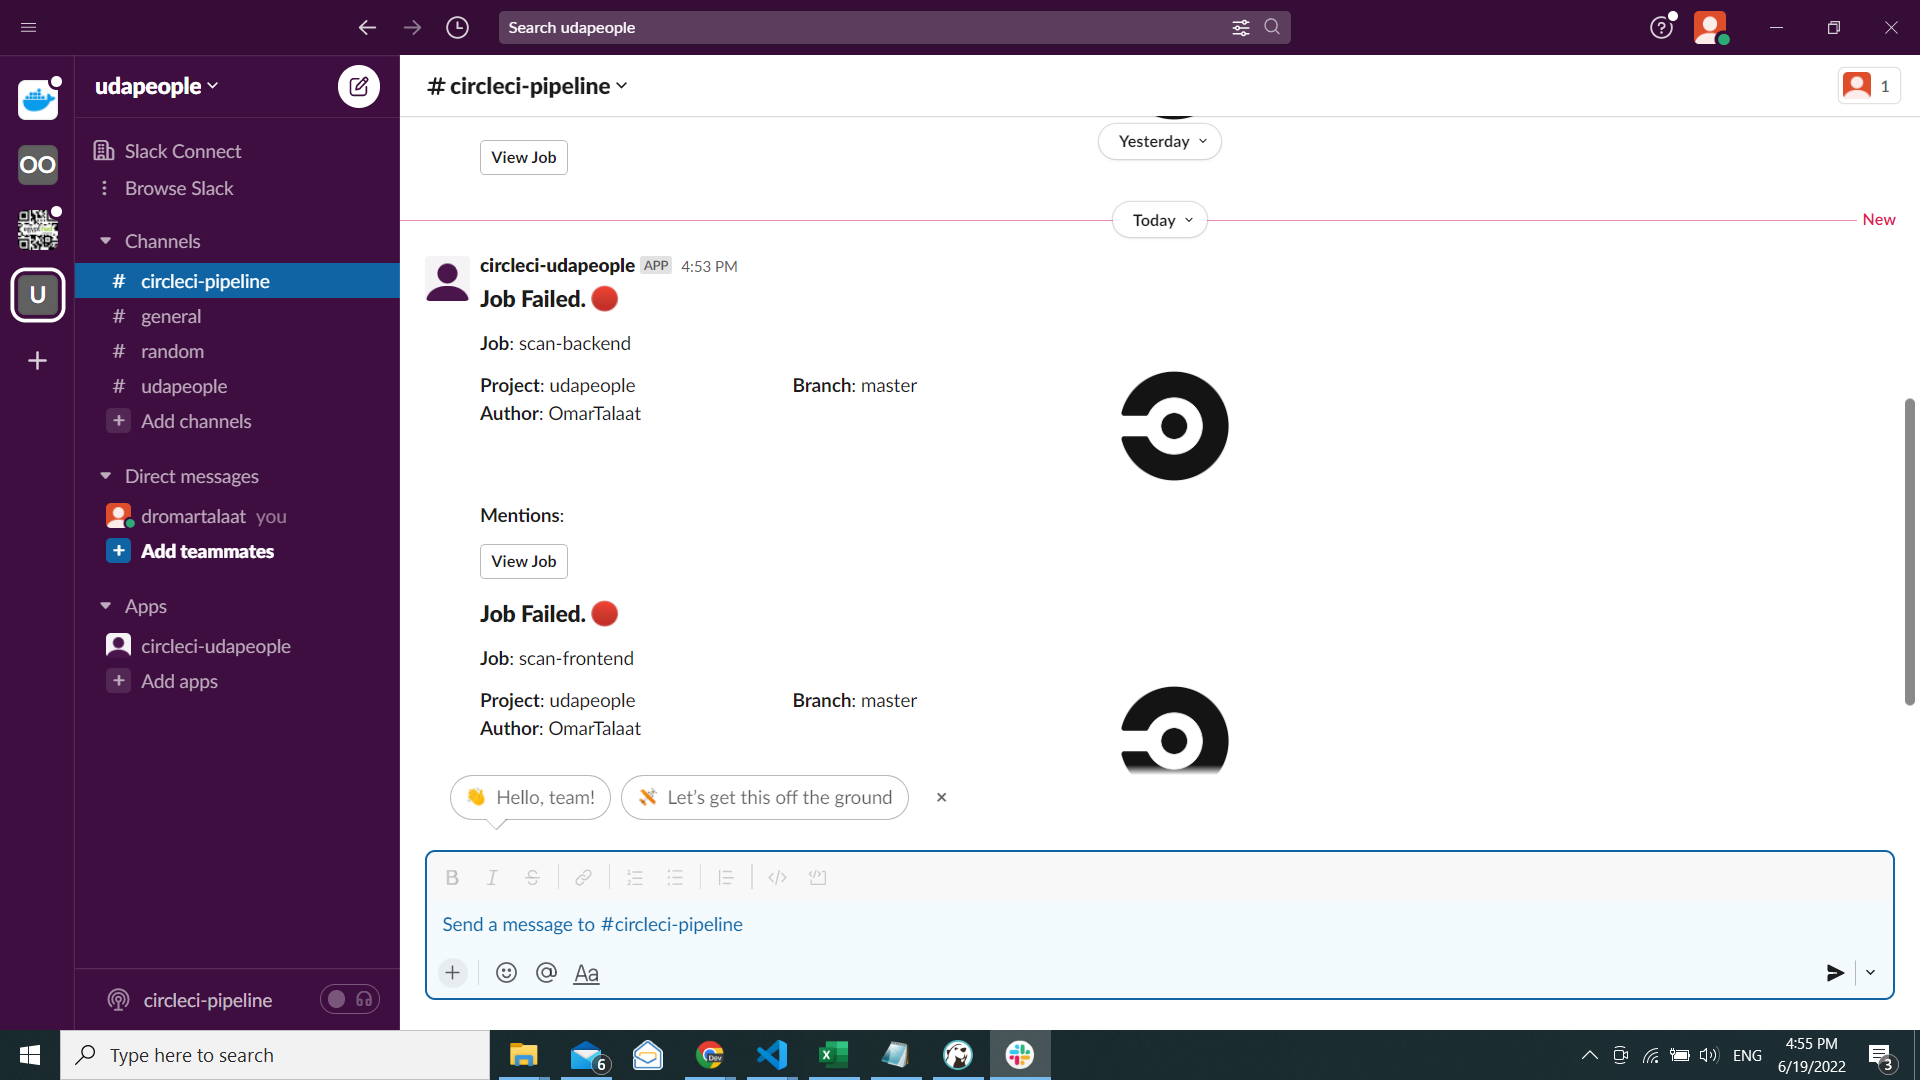 Search udapeople
udapeople
# circleci-pipeline
1
Slack Connect
Browse Slack
Channels
# circleci-pipeline
# general
# random
# udapeople
+ Add channels
Direct messages
dromartalaat you
+ Add teammates
Apps
circleci-udapeople
+ Add apps
circleci-pipeline
U
View Job
Yesterday
Today
New
circleci-udapeople APP 4:53 PM
Job Failed.
Job: scan-backend
Project: udapeople Branch: master
Author: OmarTalaat
Mentions:
View Job
Job Failed.
Job: scan-frontend
Project: udapeople Branch: master
Author: OmarTalaat
Hello, team! Let's get this off the ground
Send a message to #circleci-pipeline
Aa
Type here to search
6
Dev
ENG
4:55 PM
6/19/2022
3